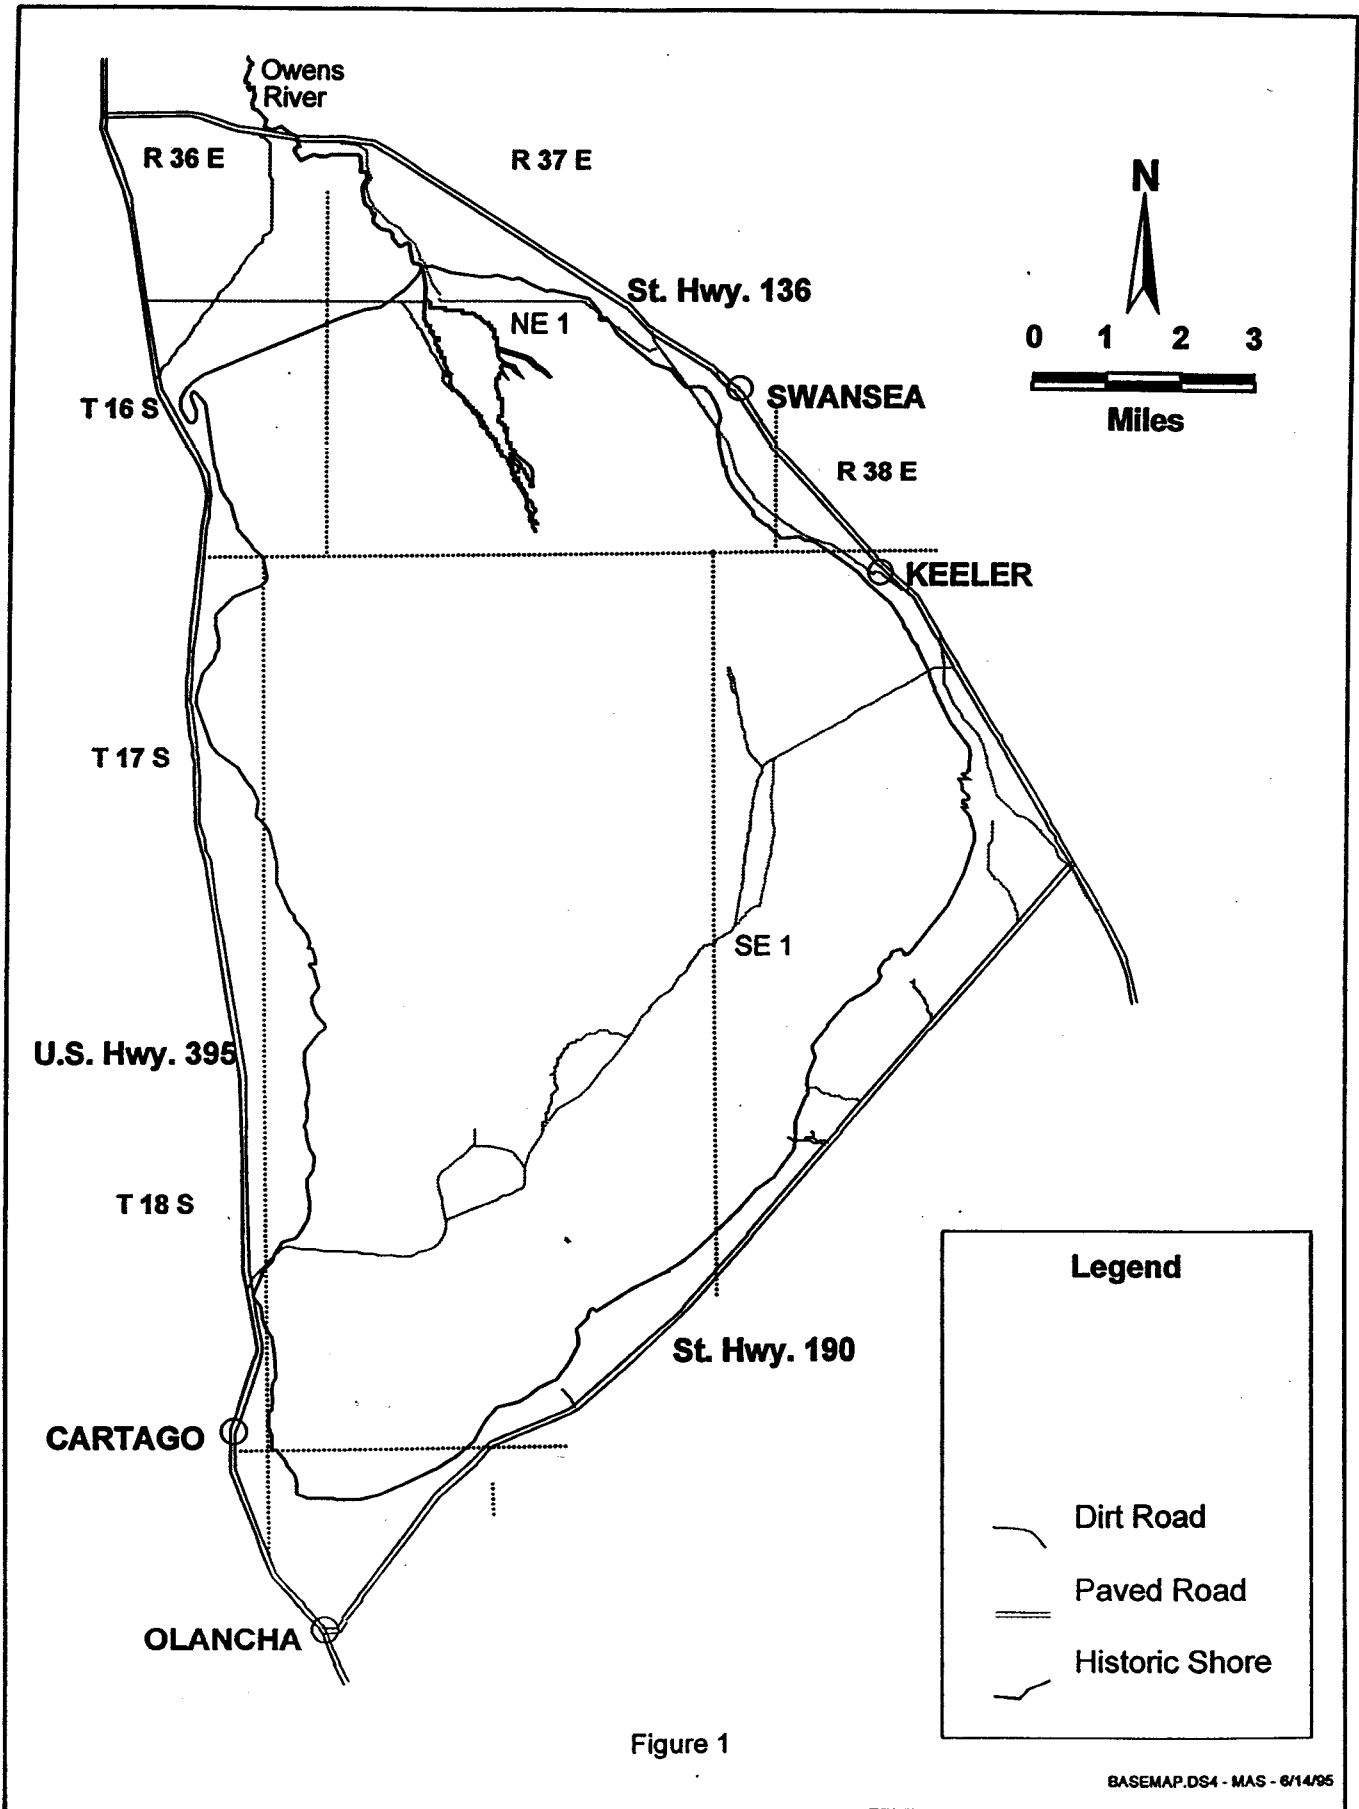 Owens
River
R 36 E
R 37 E
N
St. Hwy. 136
NE 1
0 1 2 3
Miles
SWANSEA
T 16 S
R 38 E
KEELER
T 17 S
SE 1
U.S. Hwy. 395
T 18 S
Legend
St. Hwy. 190
CARTAGO
Dirt Road
Paved Road
OLANCHA
Historic Shore
Figure 1
BASEMAP.DS4 - MAS - 6/14/95